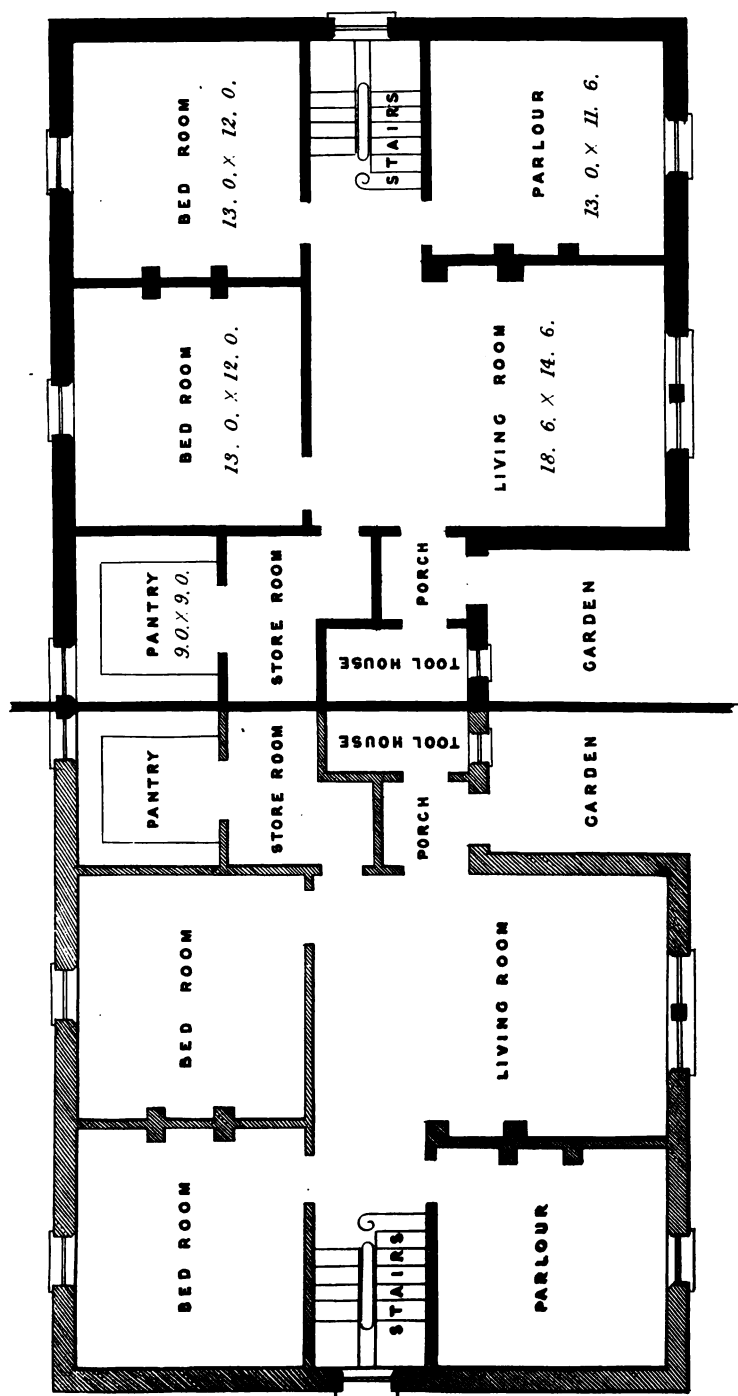 BED ROOM
13. 0. X 12. 0.
STAIRS
PARLOUR
13. 0. X 11. 6.
BED ROOM
13. 0. X 12. 0.
LIVING ROOM
18. 6. X 14. 6.
PANTRY
9.0. X 9.0.
STORE ROOM
PORCH
TOOL HOUSE
GARDEN
PANTRY
STORE ROOM
TOOL HOUSE
PORCH
GARDEN
BED ROOM
LIVING ROOM
BED ROOM
STAIRS
PARLOUR